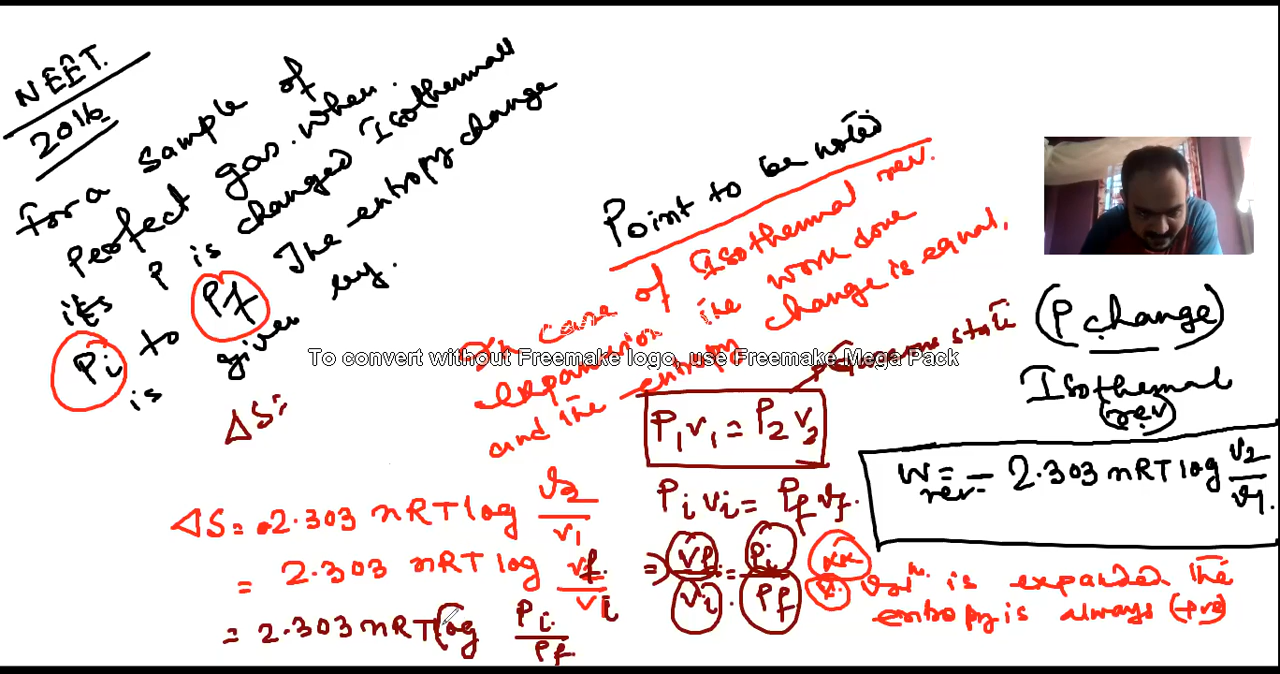 NEET.
2016
For a sample of
Perfect gas. when
its P is changed Isothermall
Pi to Pf The entropy change
is given by.
ΔS:
Point to be noted
In case of Isothermal rev.
expansion the work done
and the entropy change is equal.
To convert without Freemake logo, use Freemake Mega Pack
P1V1 = P2V2
PiVi = PfVf
=> Vf/Vi = Pi/Pf
(P change)
Isothermal
(rev)
Wrev = - 2.303 nRT log V2/V1
ΔS = 2.303 nRT log V2/V1
= 2.303 nRT log Vf/Vi
= 2.303 nRT log Pi/Pf
is expanded the
entropy is always (+ve)